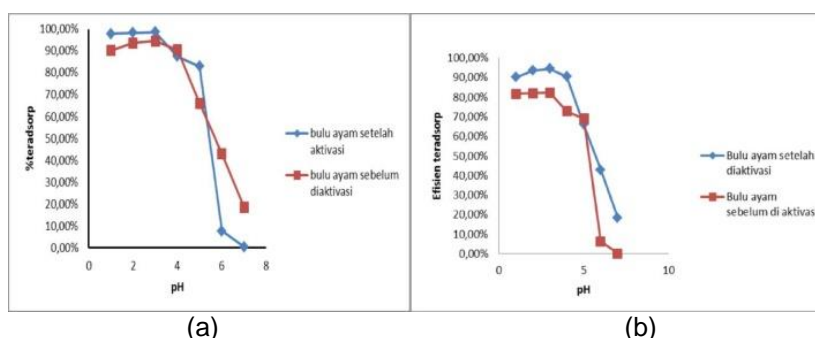 100,00%
90,00%
80,00%
70,00%
60,00%
50,00%
40,00%
30,00%
20,00%
10,00%
0,00%
%teradsorp
0 2 4 6 8
pH
bulu ayam setelah
aktivasi
bulu ayam sebelum
diaktivasi
(a)
100,00%
90,00%
80,00%
70,00%
60,00%
50,00%
40,00%
30,00%
20,00%
10,00%
0,00%
Efisien teradsorp
0 5 10
pH
Bulu ayam setelah
diaktivasi
Bulu ayam
sebelum di aktivas
(b)